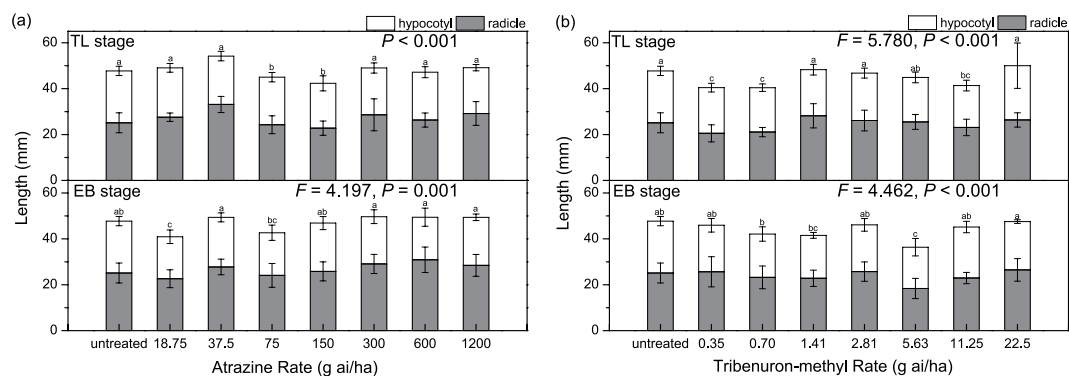 (a)
hypocotyl radicle
TL stage P < 0.001
60
40
20
0
a a a b b a a a
EB stage F = 4.197, P = 0.001
60
40
20
0
ab c a bc ab a a a
Length (mm)
untreated 18.75 37.5 75 150 300 600 1200
Atrazine Rate (g ai/ha)
(b)
hypocotyl radicle
TL stage F = 5.780, P < 0.001
60
40
20
0
a c c a a ab bc a
EB stage F = 4.462, P < 0.001
60
40
20
0
ab ab b bc ab c ab a
Length (mm)
untreated 0.35 0.70 1.41 2.81 5.63 11.25 22.5
Tribenuron-methyl Rate (g ai/ha)